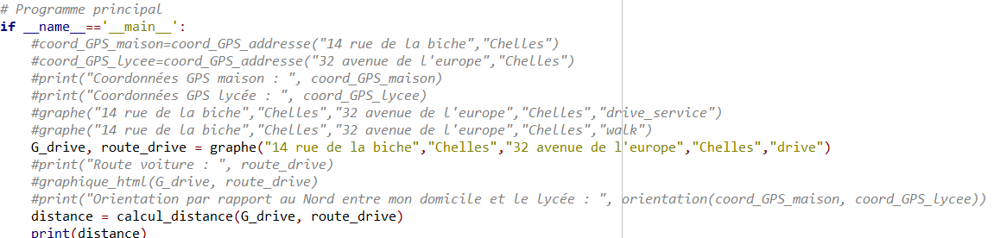 # Programme principal
if __name__=='__main__':
    #coord_GPS_maison=coord_GPS_addresse("14 rue de la biche","Chelles")
    #coord_GPS_lycee=coord_GPS_addresse("32 avenue de l'europe","Chelles")
    #print("Coordonnées GPS maison : ", coord_GPS_maison)
    #print("Coordonnées GPS lycée : ", coord_GPS_lycee)
    #graphe("14 rue de la biche","Chelles","32 avenue de l'europe","Chelles","drive_service")
    #graphe("14 rue de la biche","Chelles","32 avenue de l'europe","Chelles","walk")
    G_drive, route_drive = graphe("14 rue de la biche","Chelles","32 avenue de l'europe","Chelles","drive")
    #print("Route voiture : ", route_drive)
    #graphique_html(G_drive, route_drive)
    #print("Orientation par rapport au Nord entre mon domicile et le lycée : ", orientation(coord_GPS_maison, coord_GPS_lycee))
    distance = calcul_distance(G_drive, route_drive)
    print(distance)